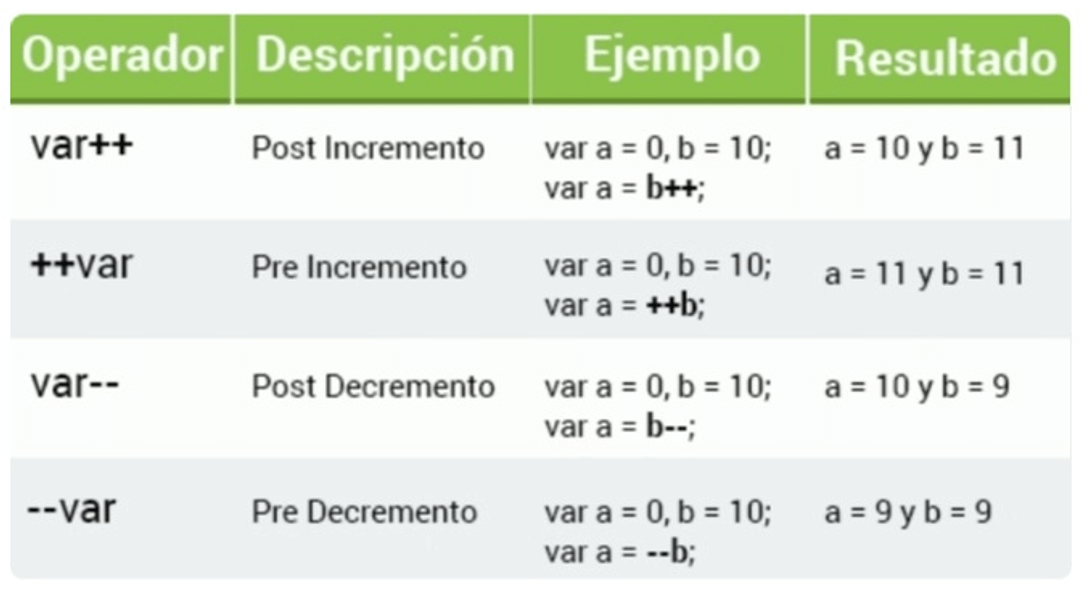 Operador Descripción Ejemplo Resultado
var++ Post Incremento var a = 0, b = 10; a = 10 y b = 11
var a = b++;
++var Pre Incremento var a = 0, b = 10; a = 11 y b = 11
var a = ++b;
var-- Post Decremento var a = 0, b = 10; a = 10 y b = 9
var a = b--;
--var Pre Decremento var a = 0, b = 10; a = 9 y b = 9
var a = --b;